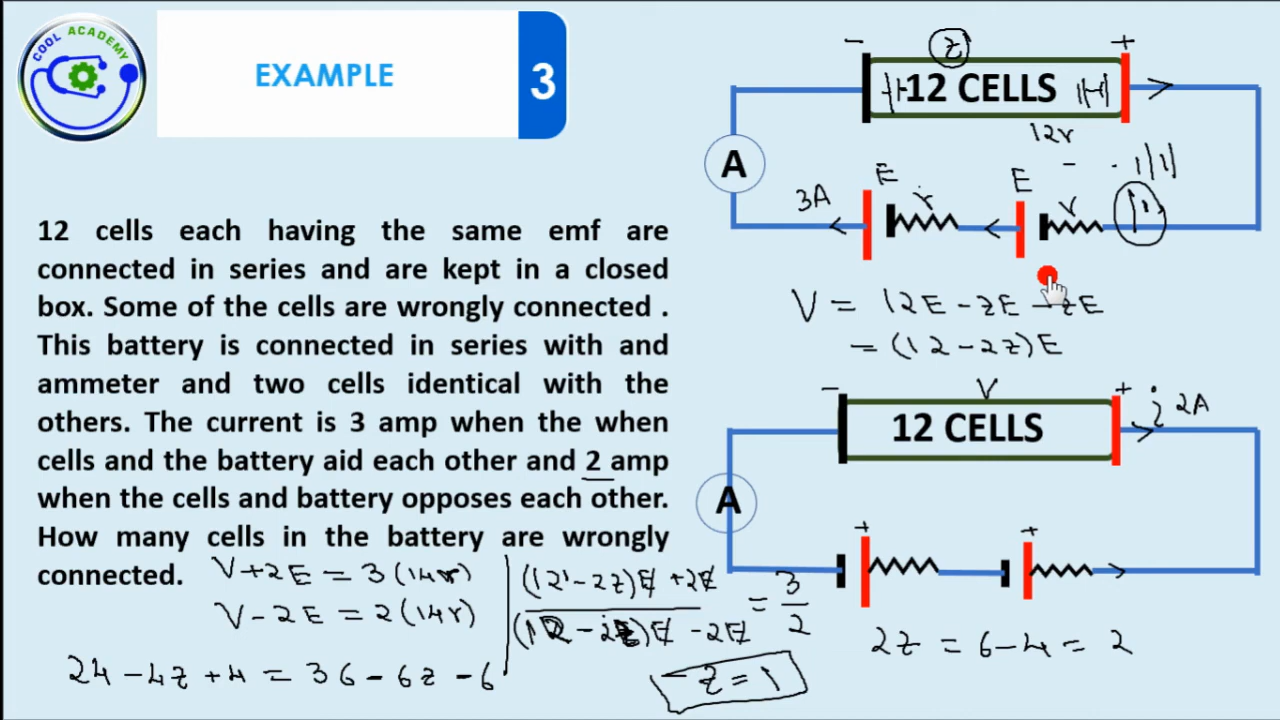 COOL ACADEMY
EXAMPLE
3
12 cells each having the same emf are
connected in series and are kept in a closed
box. Some of the cells are wrongly connected .
This battery is connected in series with and
ammeter and two cells identical with the
others. The current is 3 amp when the when
cells and the battery aid each other and 2 amp
when the cells and battery opposes each other.
How many cells in the battery are wrongly
connected.
V+2E = 3(14r)
V-2E = 2(14r)
(12-2z)E +2E
(12-2z)E -2E
= 3/2
24-4z+4 = 36-6z-6
z=1
- z +
12 CELLS
12r
A
3A
E r E r
V = 12E-zE-zE
= (12-2z)E
- V + i 2A
12 CELLS
A
+ +
2z = 6-4 = 2